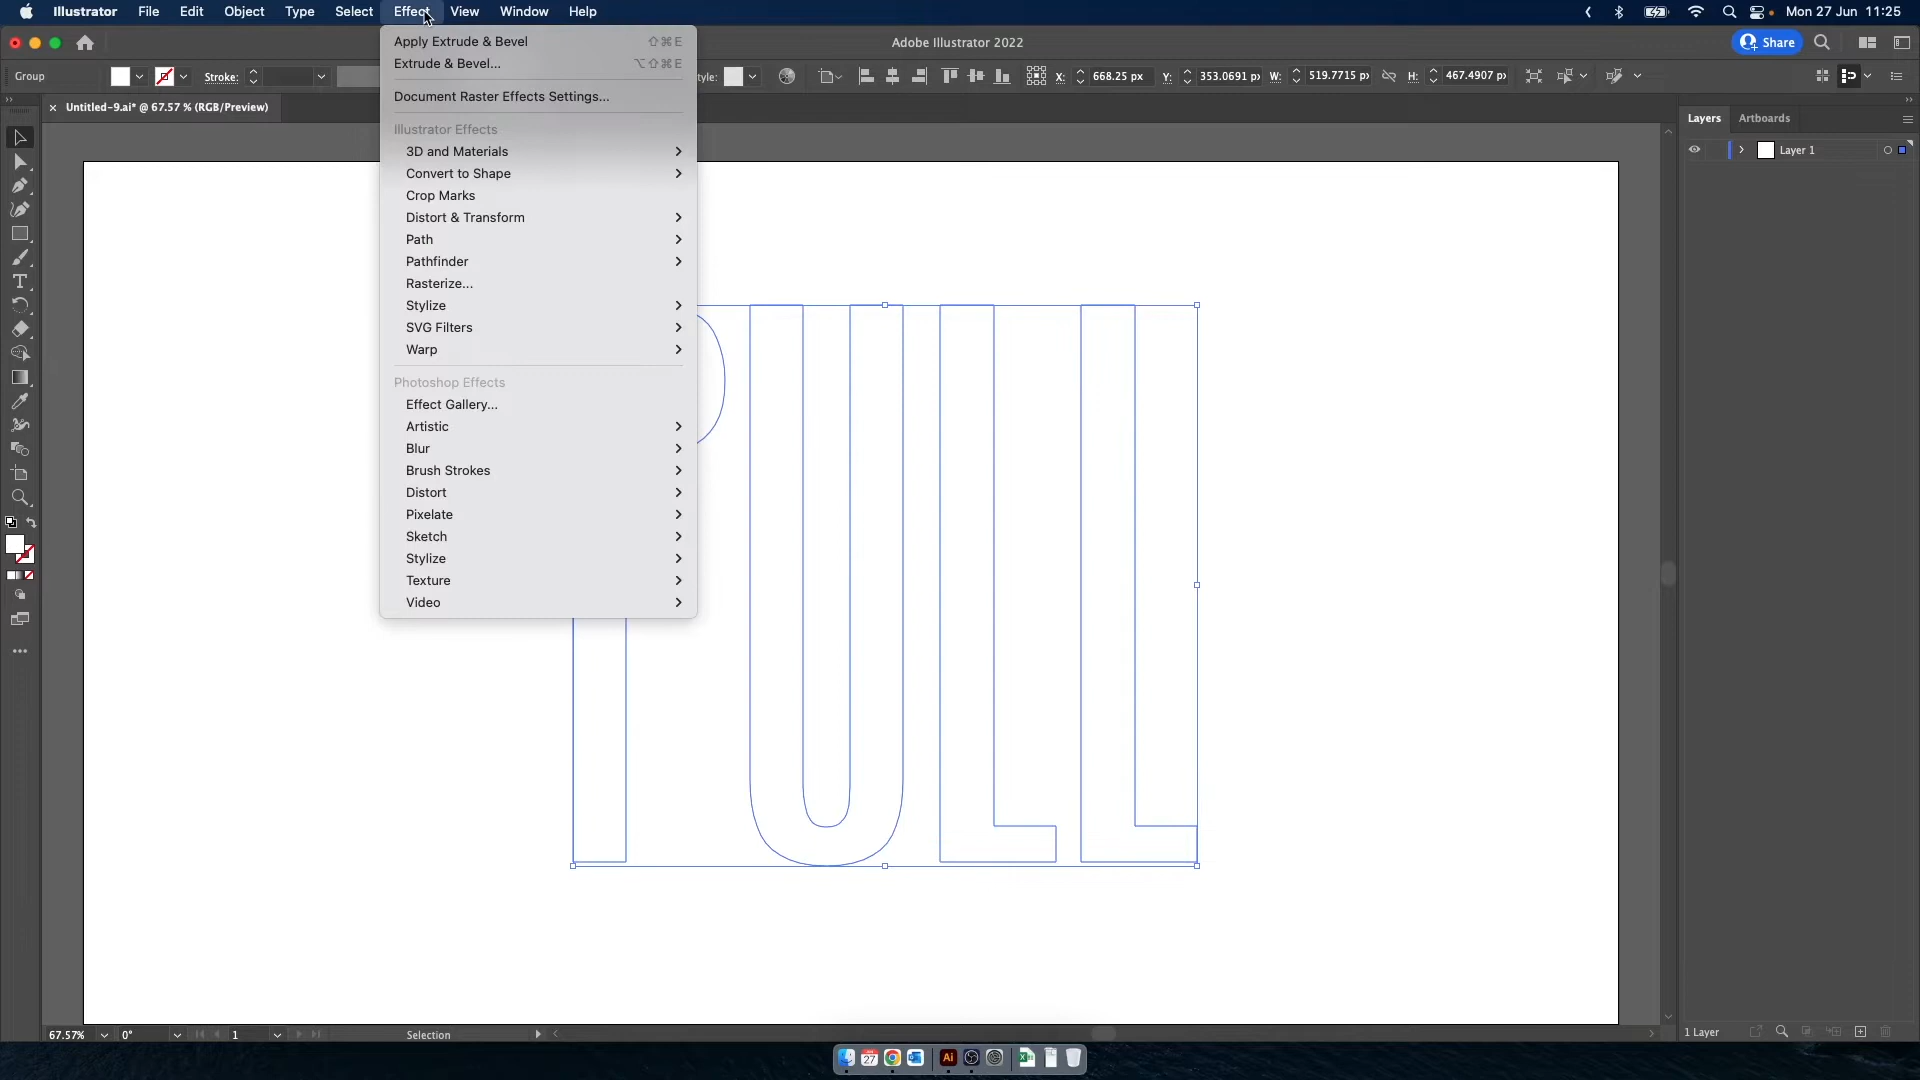 Illustrator File Edit Object Type Select Effect View Window Help Mon 27 Jun 11:25
Adobe Illustrator 2022 Share
Group Stroke: tyle: X: 668.25 px Y: 353.0691 p) W: 519.7715 p) H: 467.4907 p)
× Untitled-9.ai* @ 67.57 % (RGB/Preview)
Layers Artboards
Layer 1
Apply Extrude & Bevel ⇧⌘E
Extrude & Bevel... ⌥⇧⌘E
Document Raster Effects Settings...
Illustrator Effects
3D and Materials
Convert to Shape
Crop Marks
Distort & Transform
Path
Pathfinder
Rasterize...
Stylize
SVG Filters
Warp
Photoshop Effects
Effect Gallery...
Artistic
Blur
Brush Strokes
Distort
Pixelate
Sketch
Stylize
Texture
Video
PULL
67.57% 0° 1 Selection
1 Layer
27
Ai